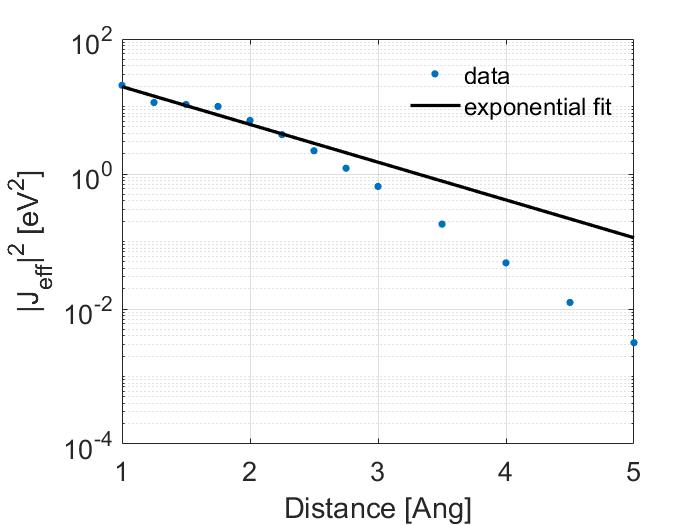 10^2
10^0
10^-2
10^-4
|J_eff|^2 [eV^2]
data
exponential fit
1 2 3 4 5
Distance [Ang]